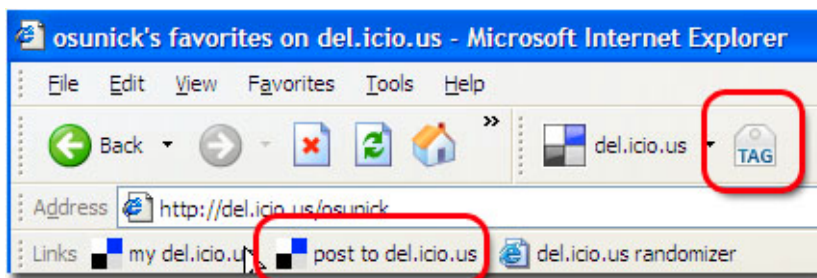 osunick's favorites on del.icio.us - Microsoft Internet Explorer
File Edit View Favorites Tools Help
Back » del.icio.us TAG
Address http://del.icio.us/osunick
Links my del.icio.u post to del.icio.us del.icio.us randomizer